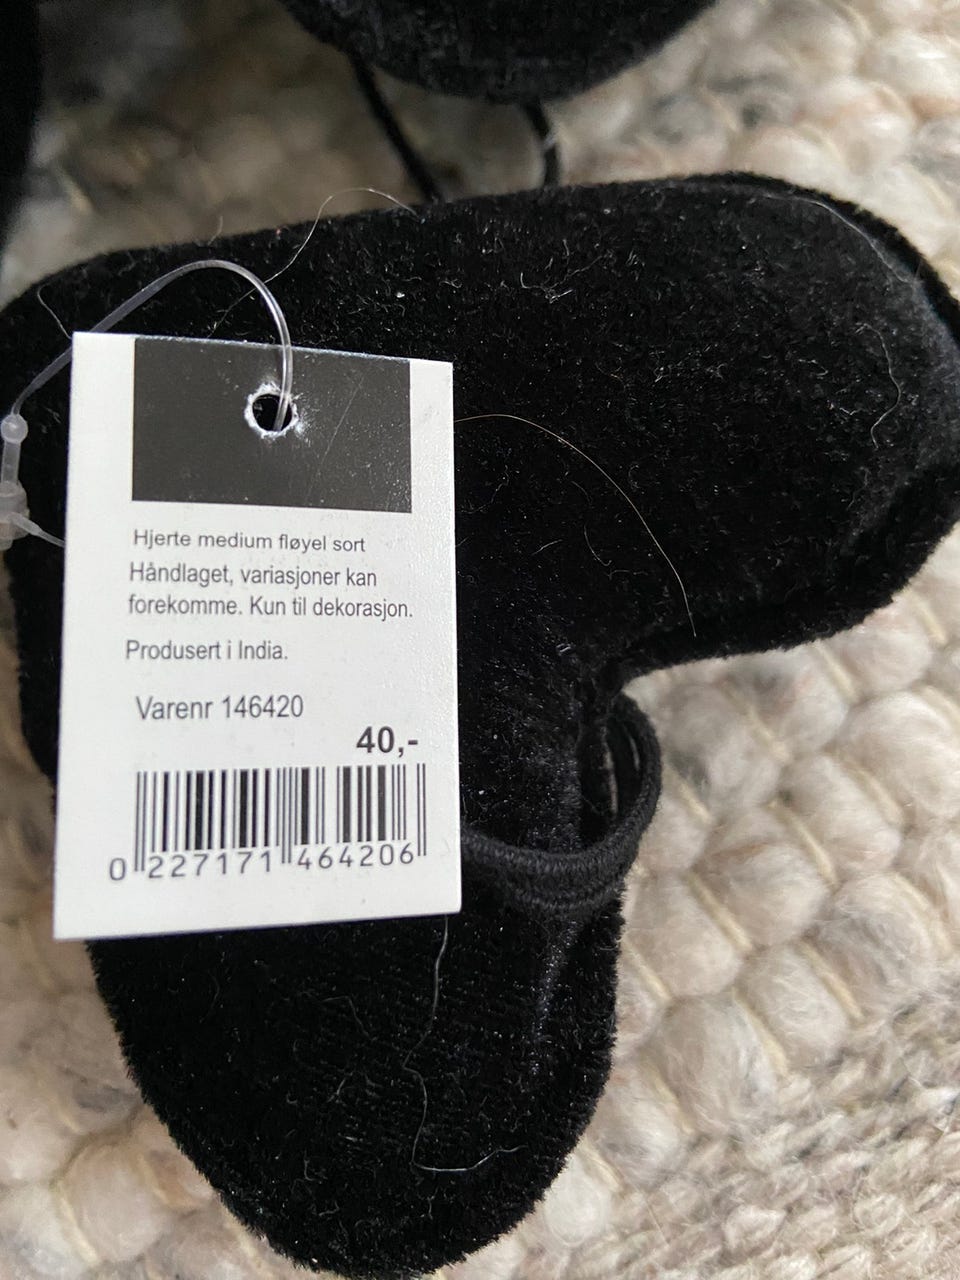 Hjerte medium fløyel sort
Håndlaget, variasjoner kan
forekomme. Kun til dekorasjon.
Produsert i India.
Varenr 146420
40,-
0 227171 464206